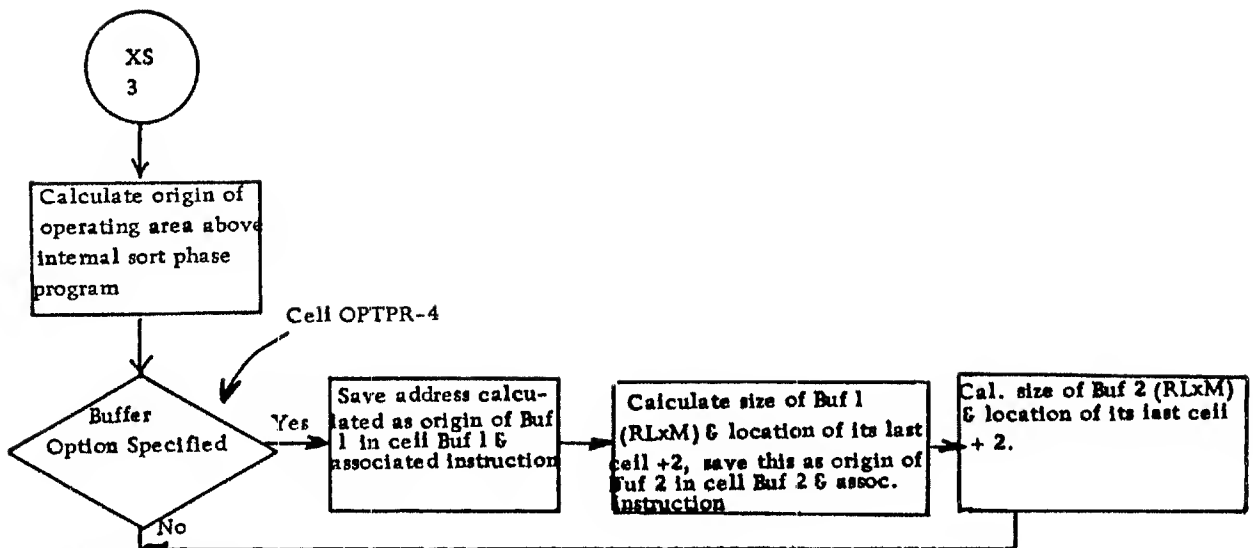 XS
3
Calculate origin of
operating area above
internal sort phase
program
Cell OPTPR-4
Buffer
Option Specified
Yes
No
Save address calcu-
lated as origin of Buf
1 in cell Buf 1 &
associated instruction
Calculate size of Buf 1
(RLxM) & location of its last
cell +2, save this as origin of
Buf 2 in cell Buf 2 & assoc.
instruction
Cal. size of Buf 2 (RLxM)
& location of its last cell
+ 2.